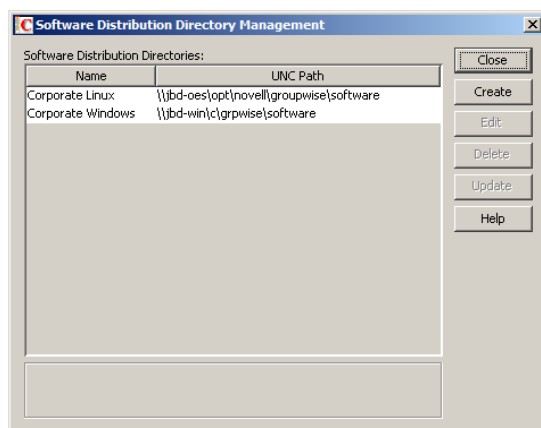 Software Distribution Directory Management
Software Distribution Directories:
Name UNC Path
Corporate Linux \\jbd-oes\opt\novell\groupwise\software
Corporate Windows \\jbd-win\c\grpwise\software
Close
Create
Edit
Delete
Update
Help